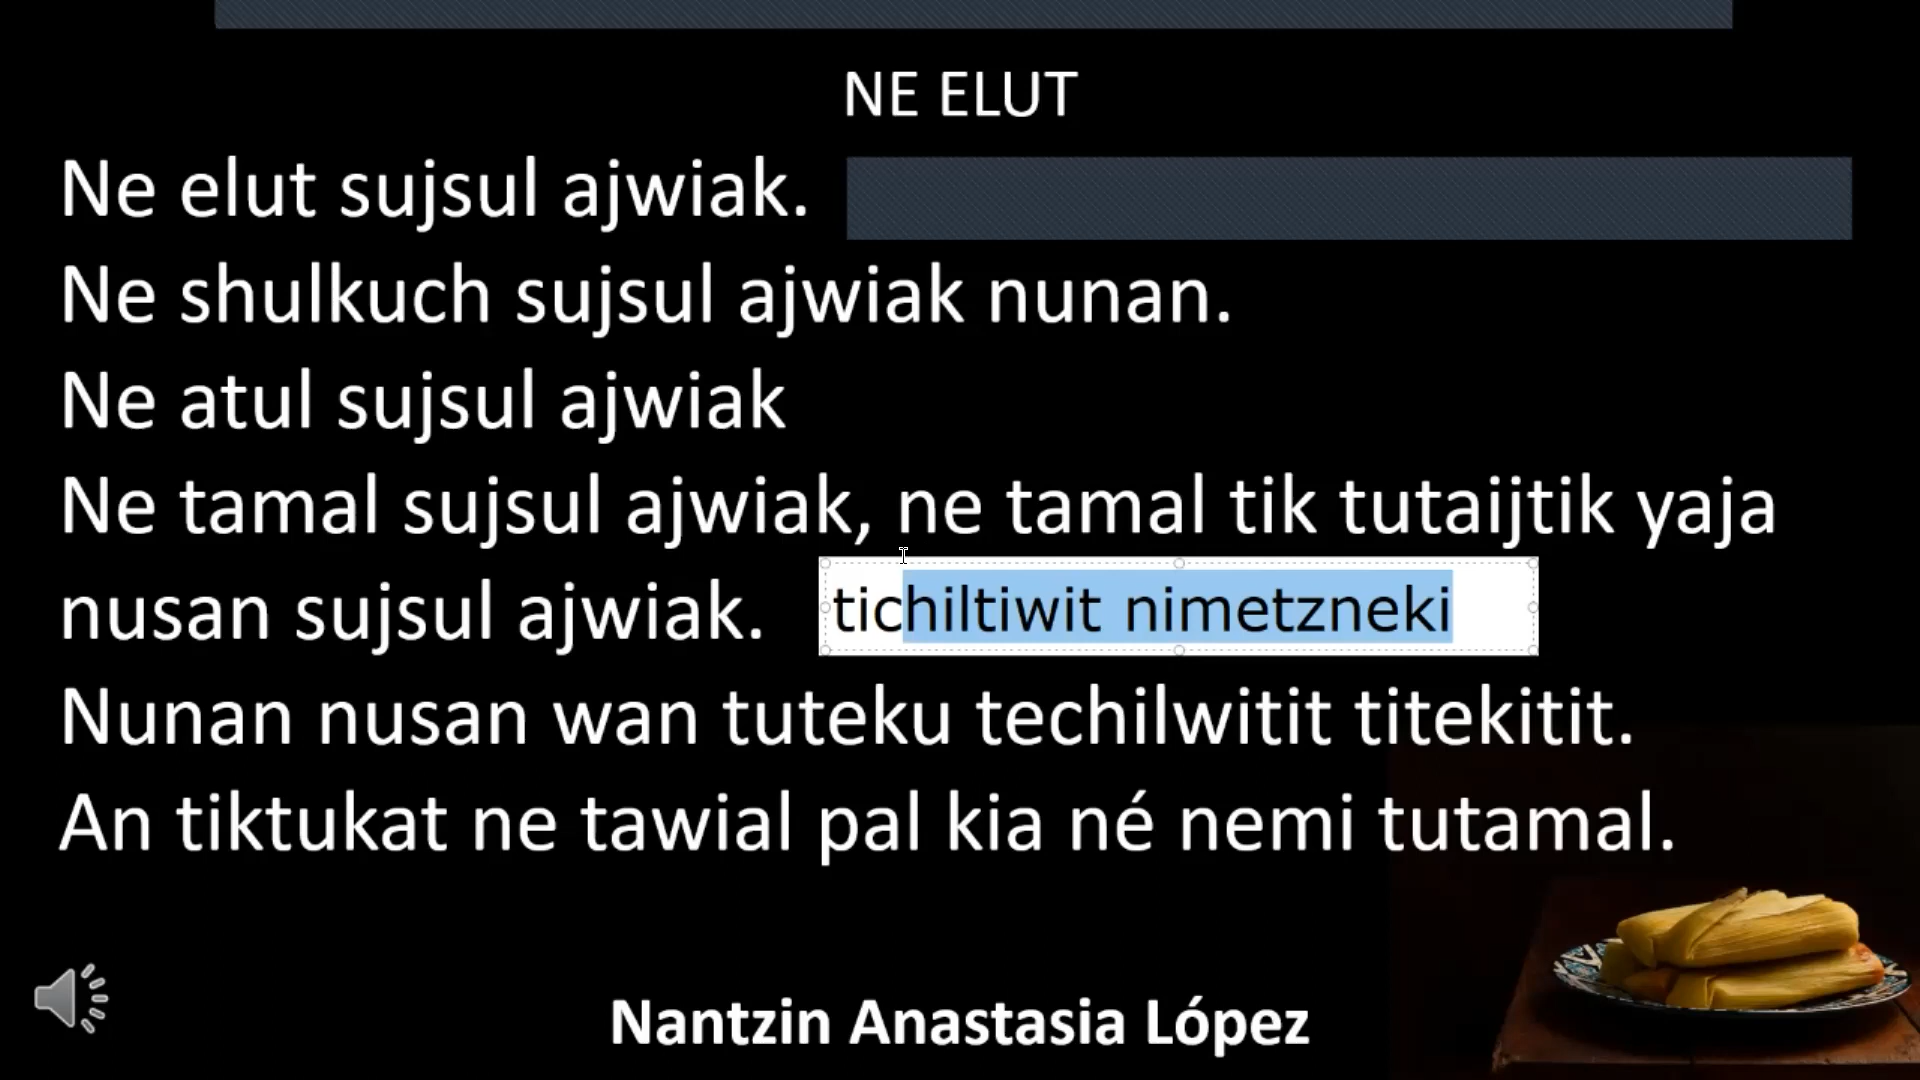 NE ELUT
Ne elut sujsul ajwiak.
Ne shulkuch sujsul ajwiak nunan.
Ne atul sujsul ajwiak
Ne tamal sujsul ajwiak, ne tamal tik tutaijtik yaja
nusan sujsul ajwiak. tichiltiwit nimetzneki
Nunan nusan wan tuteku techilwitit titekitit.
An tiktukat ne tawial pal kia né nemi tutamal.
Nantzin Anastasia López